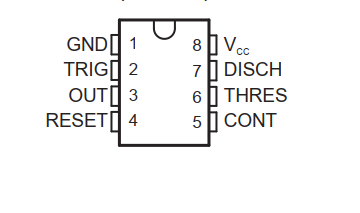 GND 1 8 Vcc
TRIG 2 7 DISCH
OUT 3 6 THRES
RESET 4 5 CONT